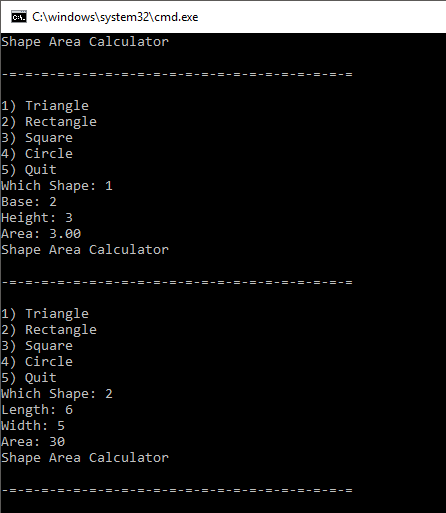 C:\windows\system32\cmd.exe
Shape Area Calculator
-=-=-=-=-=-=-=-=-=-=-=-=-=-=-=-=-=-=-=-=-=-=
1) Triangle
2) Rectangle
3) Square
4) Circle
5) Quit
Which Shape: 1
Base: 2
Height: 3
Area: 3.00
Shape Area Calculator
-=-=-=-=-=-=-=-=-=-=-=-=-=-=-=-=-=-=-=-=-=-=
1) Triangle
2) Rectangle
3) Square
4) Circle
5) Quit
Which Shape: 2
Length: 6
Width: 5
Area: 30
Shape Area Calculator
-=-=-=-=-=-=-=-=-=-=-=-=-=-=-=-=-=-=-=-=-=-=